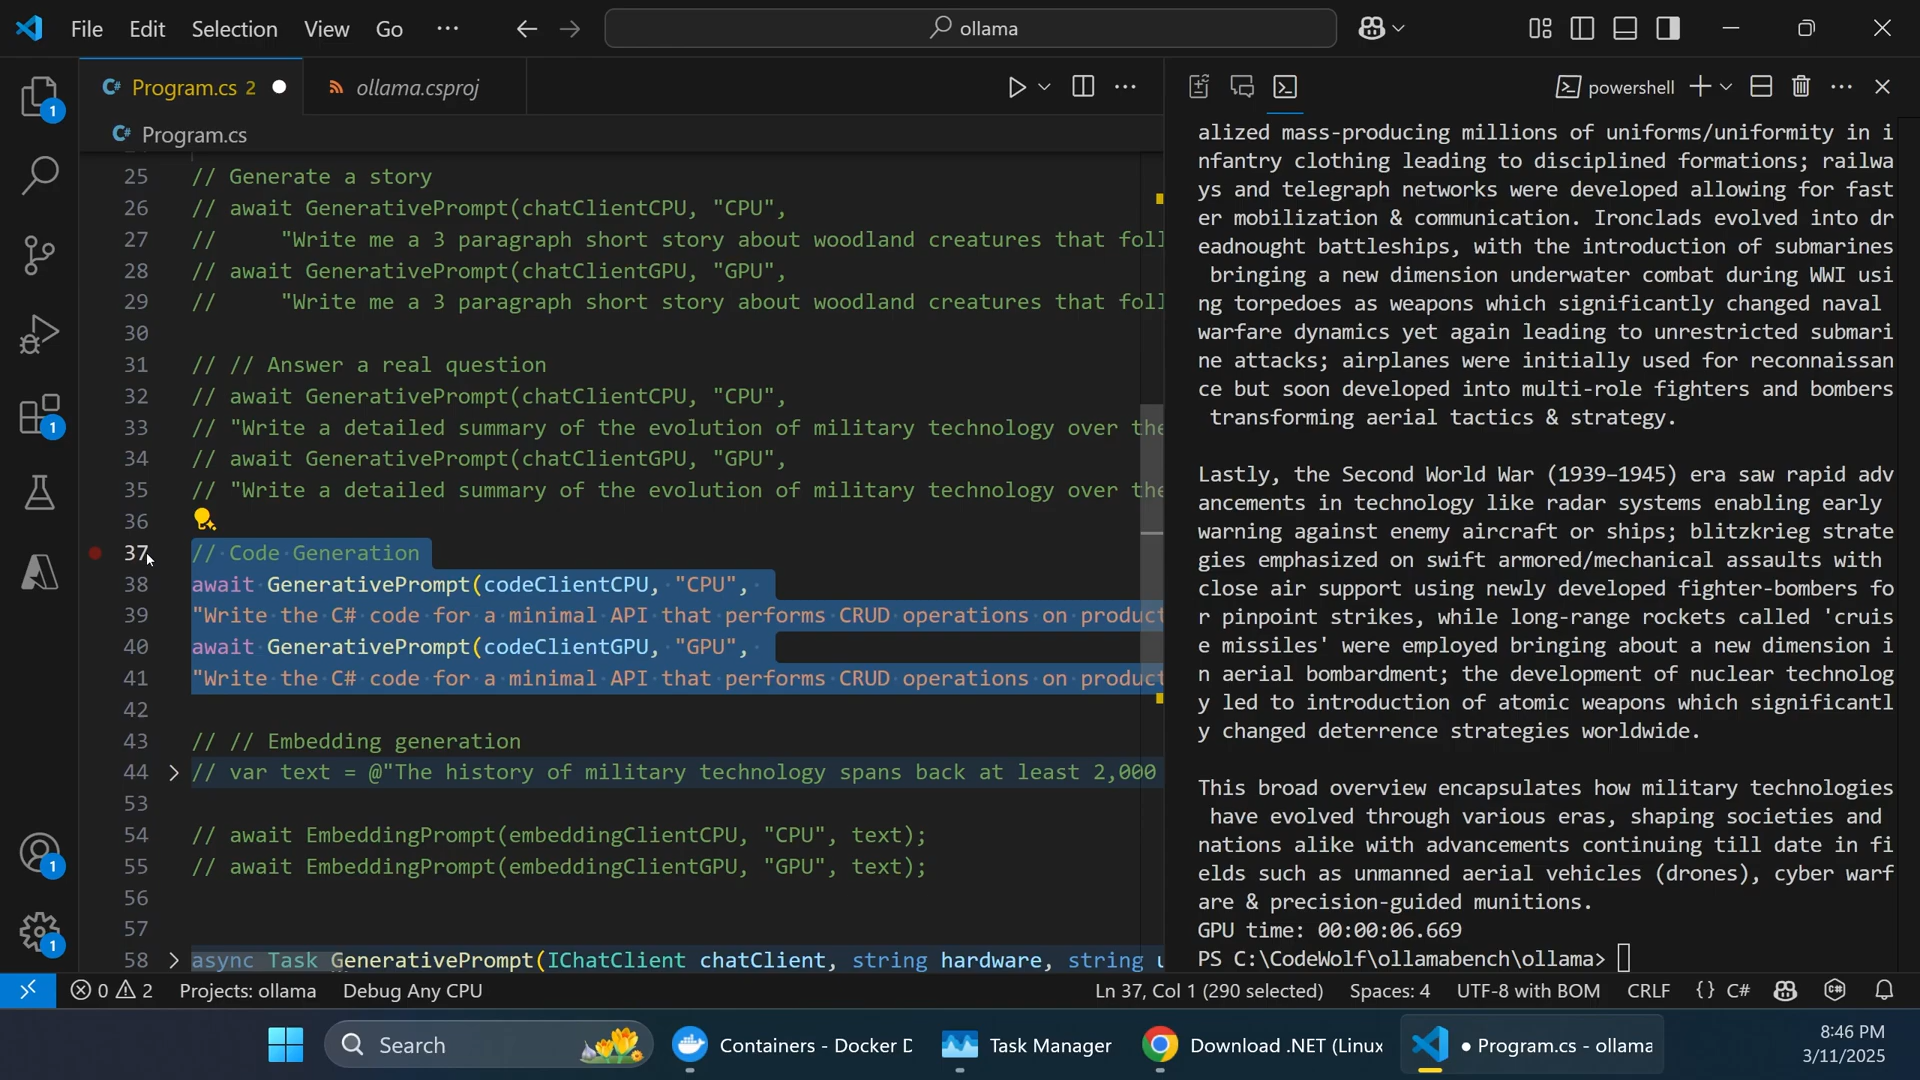 File Edit Selection View Go ···
ollama
Program.cs 2
ollama.csproj
powershell
Program.cs
25 // Generate a story
26 // await GenerativePrompt(chatClientCPU, "CPU",
27 //     "Write me a 3 paragraph short story about woodland creatures that foll
28 // await GenerativePrompt(chatClientGPU, "GPU",
29 //     "Write me a 3 paragraph short story about woodland creatures that foll
30
31 // // Answer a real question
32 // await GenerativePrompt(chatClientCPU, "CPU",
33 // "Write a detailed summary of the evolution of military technology over the
34 // await GenerativePrompt(chatClientGPU, "GPU",
35 // "Write a detailed summary of the evolution of military technology over the
36
37 // Code Generation
38 await GenerativePrompt(codeClientCPU, "CPU",
39 "Write the C# code for a minimal API that performs CRUD operations on product
40 await GenerativePrompt(codeClientGPU, "GPU",
41 "Write the C# code for a minimal API that performs CRUD operations on product
42
43 // // Embedding generation
44 // var text = @"The history of military technology spans back at least 2,000
53
54 // await EmbeddingPrompt(embeddingClientCPU, "CPU", text);
55 // await EmbeddingPrompt(embeddingClientGPU, "GPU", text);
56
57
58 async Task GenerativePrompt(IChatClient chatClient, string hardware, string u
alized mass-producing millions of uniforms/uniformity in i
nfantry clothing leading to disciplined formations; railwa
ys and telegraph networks were developed allowing for fast
er mobilization & communication. Ironclads evolved into dr
eadnought battleships, with the introduction of submarines
 bringing a new dimension underwater combat during WWI usi
ng torpedoes as weapons which significantly changed naval
warfare dynamics yet again leading to unrestricted submari
ne attacks; airplanes were initially used for reconnaissan
ce but soon developed into multi-role fighters and bombers
 transforming aerial tactics & strategy.
Lastly, the Second World War (1939–1945) era saw rapid adv
ancements in technology like radar systems enabling early
warning against enemy aircraft or ships; blitzkrieg strate
gies emphasized on swift armored/mechanical assaults with
close air support using newly developed fighter-bombers fo
r pinpoint strikes, while long-range rockets called 'cruis
e missiles' were employed bringing about a new dimension i
n aerial bombardment; the development of nuclear technolog
y led to introduction of atomic weapons which significantl
y changed deterrence strategies worldwide.
This broad overview encapsulates how military technologies
 have evolved through various eras, shaping societies and
nations alike with advancements continuing till date in fi
elds such as unmanned aerial vehicles (drones), cyber warf
are & precision-guided munitions.
GPU time: 00:00:06.669
PS C:\CodeWolf\ollamabench\ollama>
0 2 Projects: ollama Debug Any CPU
Ln 37, Col 1 (290 selected) Spaces: 4 UTF-8 with BOM CRLF {} C#
Search
Containers - Docker D
Task Manager
Download .NET (Linux
● Program.cs - ollama
8:46 PM
3/11/2025
1
1
1
1